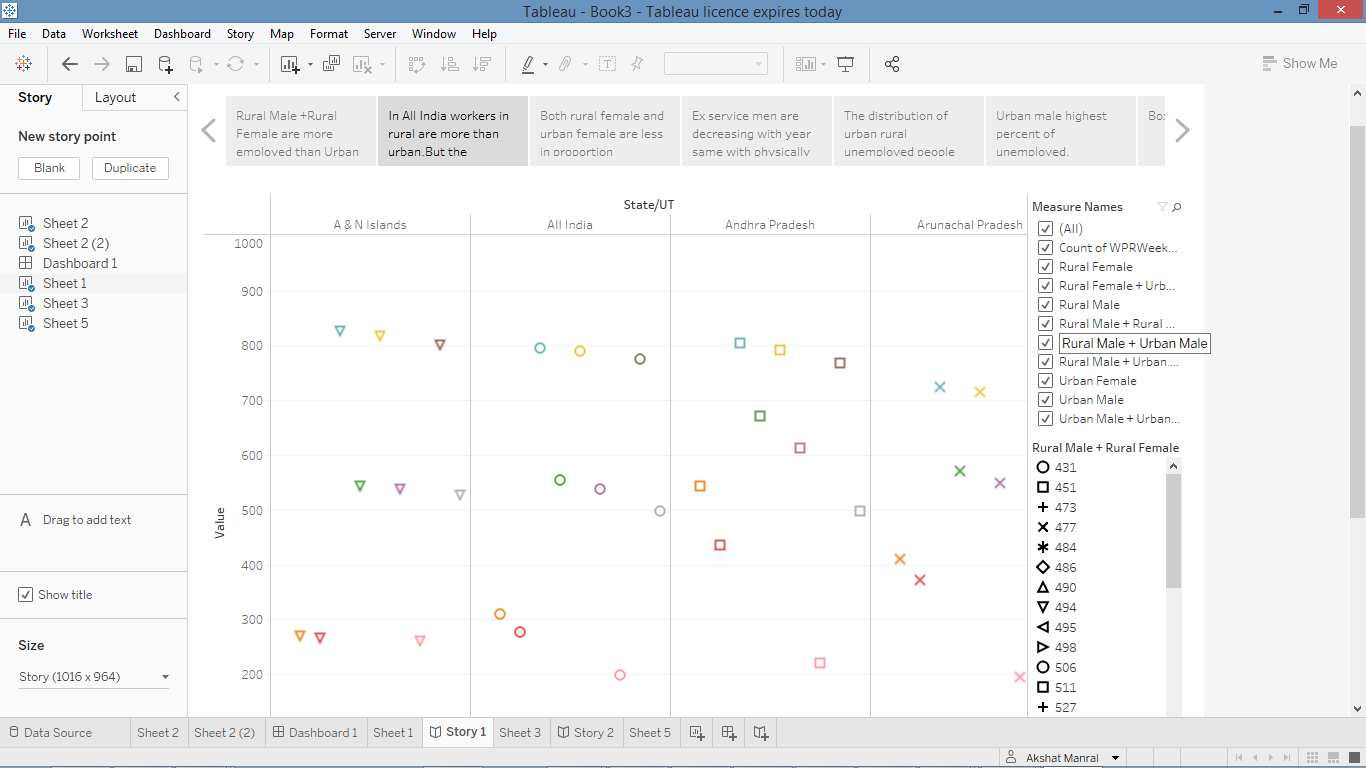 Tableau - Book3 - Tableau licence expires today
File Data Worksheet Dashboard Story Map Format Server Window Help
Show Me
Story Layout
New story point
Blank Duplicate
Sheet 2
Sheet 2 (2)
Dashboard 1
Sheet 1
Sheet 3
Sheet 5
A Drag to add text
Show title
Size
Story (1016 x 964)
Rural Male +Rural
Female are more
employed than Urban
In All India workers in
rural are more than
urban.But the
Both rural female and
urban female are less
in proportion
Ex service men are
decreasing with year
same with physically
The distribution of
urban rural
unemployed people
Urban male highest
percent of
unemployed.
State/UT
A & N Islands All India Andhra Pradesh Arunachal Pradesh
Value
1000
900
800
700
600
500
400
300
200
Measure Names
(All)
Count of WPRWeek...
Rural Female
Rural Female + Urb...
Rural Male
Rural Male + Rural ...
Rural Male + Urban Male
Rural Male + Urban ...
Urban Female
Urban Male
Urban Male + Urban...
Rural Male + Rural Female
431
451
473
477
484
486
490
494
495
498
506
511
527
Data Source Sheet 2 Sheet 2 (2) Dashboard 1 Sheet 1 Story 1 Sheet 3 Story 2 Sheet 5
Akshat Manral